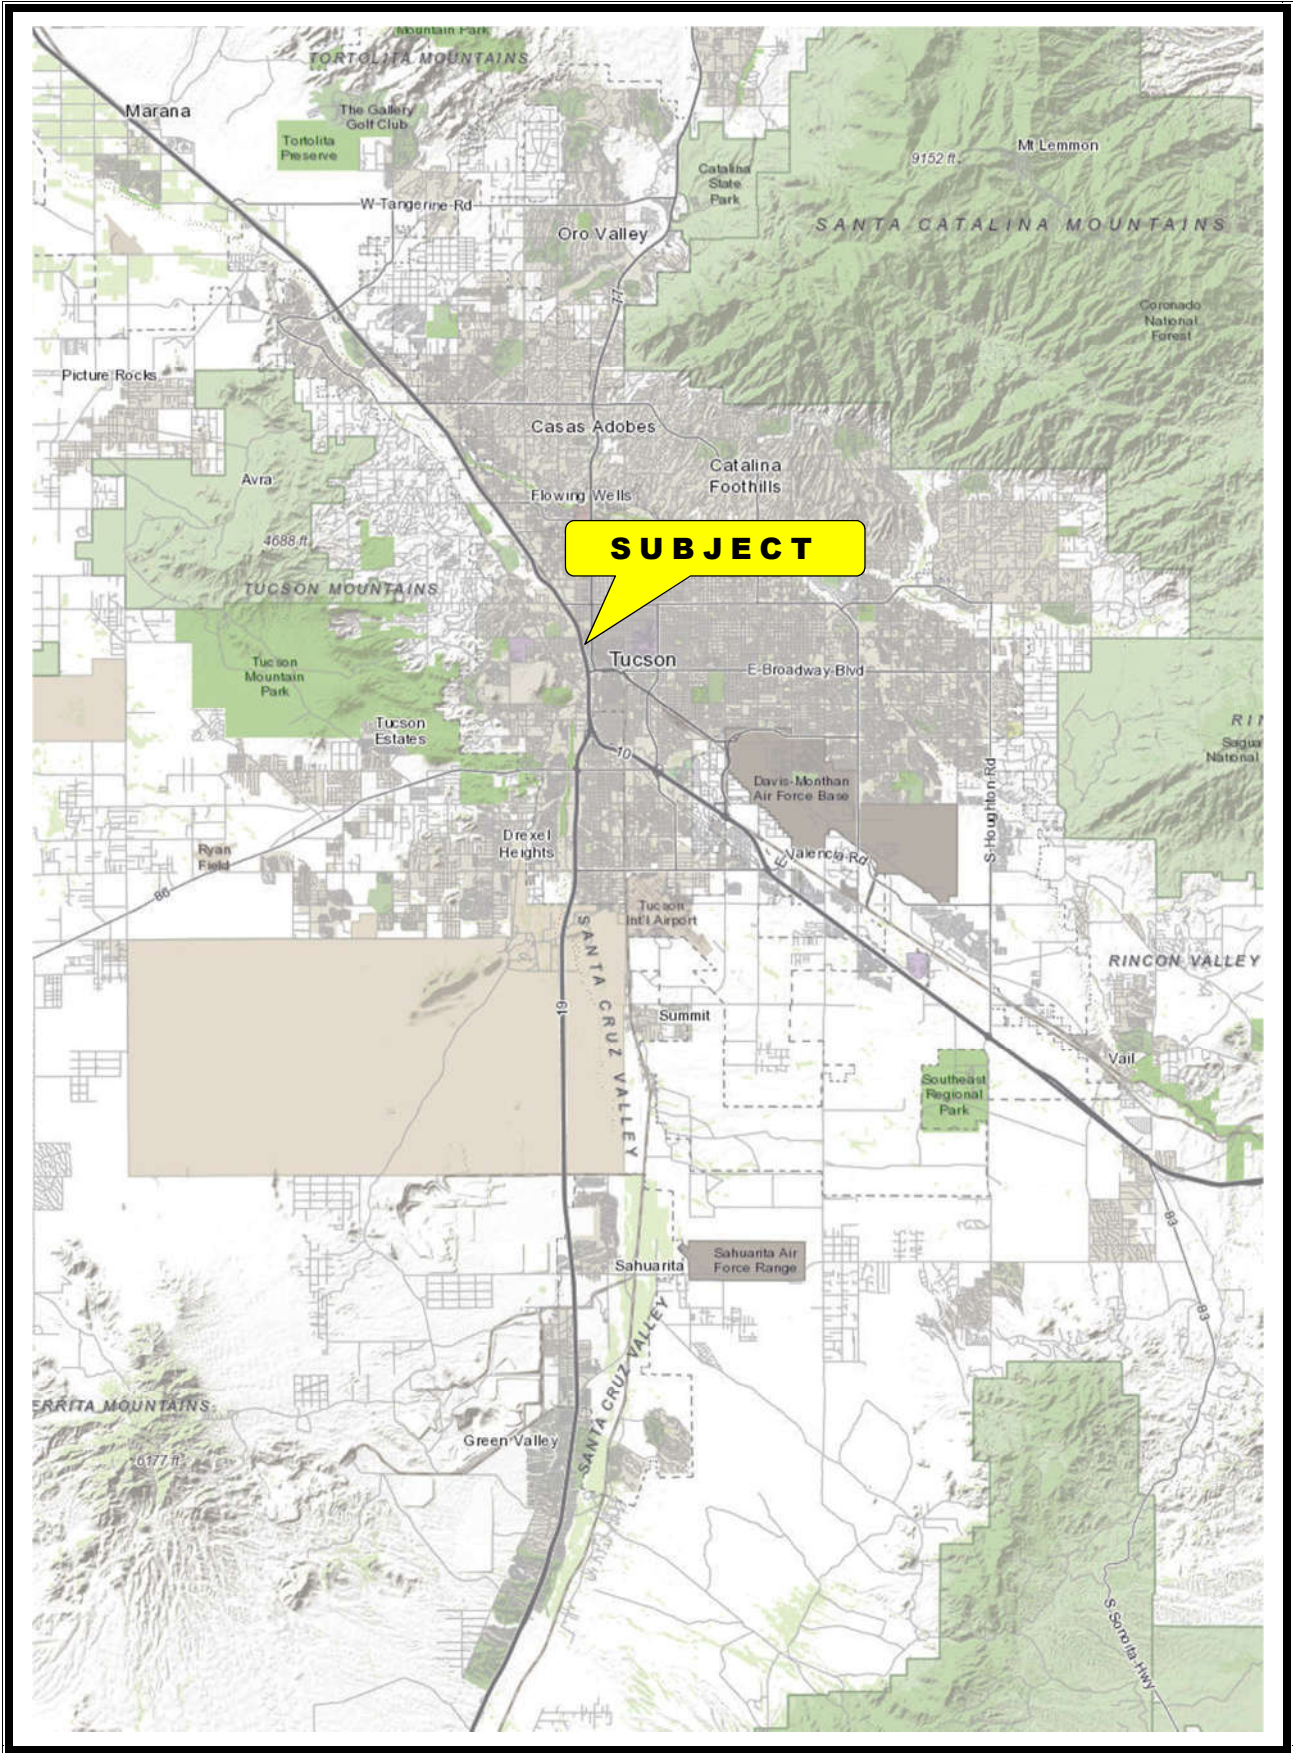 Mountain Park
TORTOLITA MOUNTAINS
Marana
The Gallery
Golf Club
Tortolita
Preserve
Mt Lemmon
9152 ft
Catalina
State
Park
W Tangerine Rd
SANTA CATALINA MOUNTAINS
Oro Valley
77
Coronado
National
Forest
Picture Rocks
Casas Adobes
Catalina
Foothills
Avra
Flowing Wells
SUBJECT
4688 ft
TUCSON MOUNTAINS
Tucson
Mountain
Park
Tucson
E Broadway Blvd
Tucson
Estates
RIN
Sagua
National
10
Davis-Monthan
Air Force Base
S Houghton Rd
Drexel
Heights
Ryan
Field
E Valencia Rd
86
Tucson
Int'l Airport
SANTA CRUZ VALLEY
RINCON VALLEY
19
Summit
Vail
Southeast
Regional
Park
83
Sahuarita
Sahuarita Air
Force Range
83
SANTA CRUZ VALLEY
ERRITA MOUNTAINS
Green Valley
6177 ft
S Sonoita Hwy